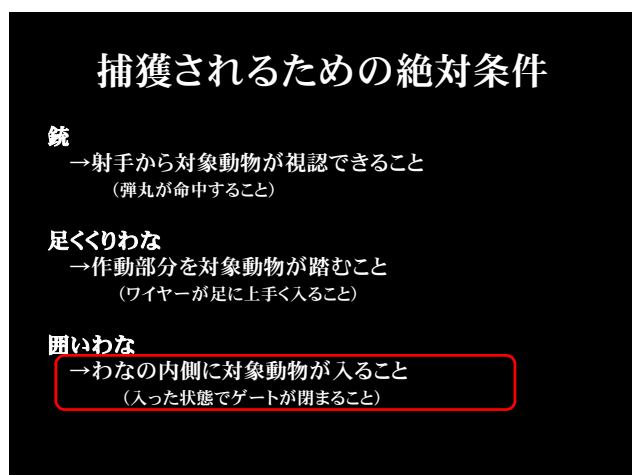 捕獲されるための絶対条件
銃
→射手から対象動物が視認できること
（弾丸が命中すること）
足くくりわな
→作動部分を対象動物が踏むこと
（ワイヤーが足に上手く入ること）
囲いわな
→わなの内側に対象動物が入ること
（入った状態でゲートが閉まること）